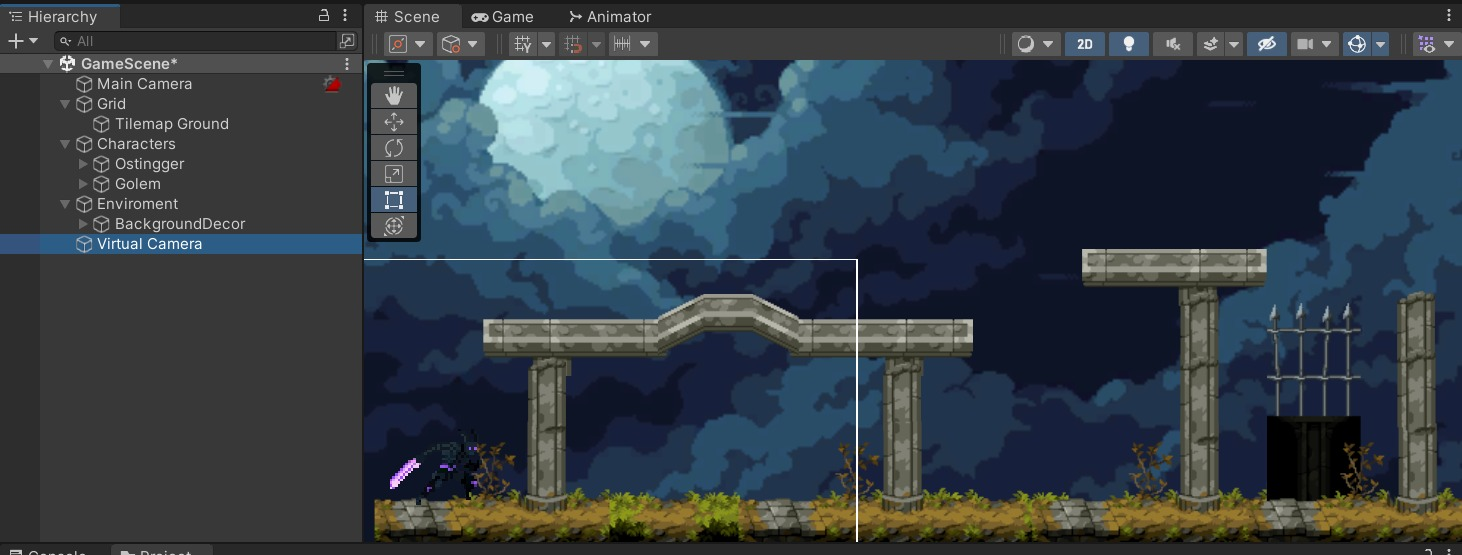 Hierarchy
All
GameScene*
Main Camera
Grid
Tilemap Ground
Characters
Ostingger
Golem
Enviroment
BackgroundDecor
Virtual Camera
Scene Game Animator
Y 2D
Console Project